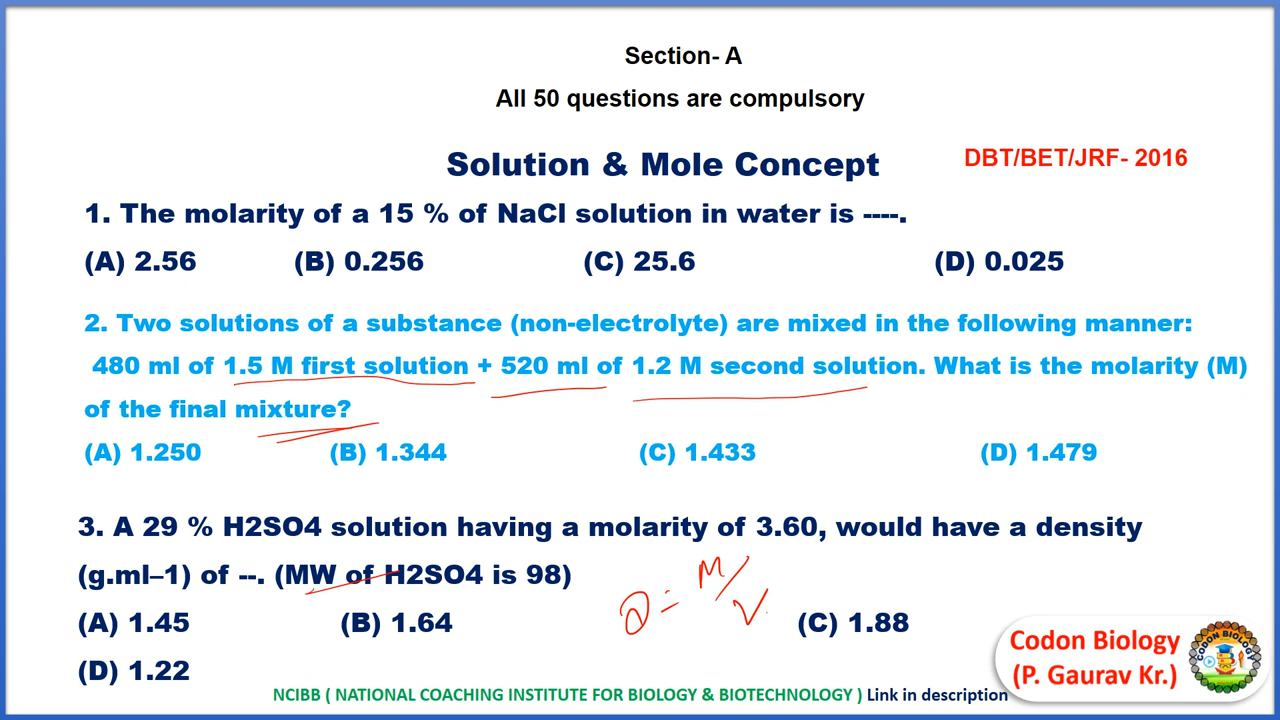 Section- A
All 50 questions are compulsory
Solution & Mole Concept
DBT/BET/JRF- 2016
1. The molarity of a 15 % of NaCl solution in water is ----.
(A) 2.56 (B) 0.256 (C) 25.6 (D) 0.025
2. Two solutions of a substance (non-electrolyte) are mixed in the following manner:
480 ml of 1.5 M first solution + 520 ml of 1.2 M second solution. What is the molarity (M)
of the final mixture?
(A) 1.250 (B) 1.344 (C) 1.433 (D) 1.479
3. A 29 % H2SO4 solution having a molarity of 3.60, would have a density
(g.ml–1) of --. (MW of H2SO4 is 98)
M/
= V
(A) 1.45 (B) 1.64 (C) 1.88
(D) 1.22
Codon Biology
(P. Gaurav Kr.)
CODON BIOLOGY
NCIBB ( NATIONAL COACHING INSTITUTE FOR BIOLOGY & BIOTECHNOLOGY ) Link in description